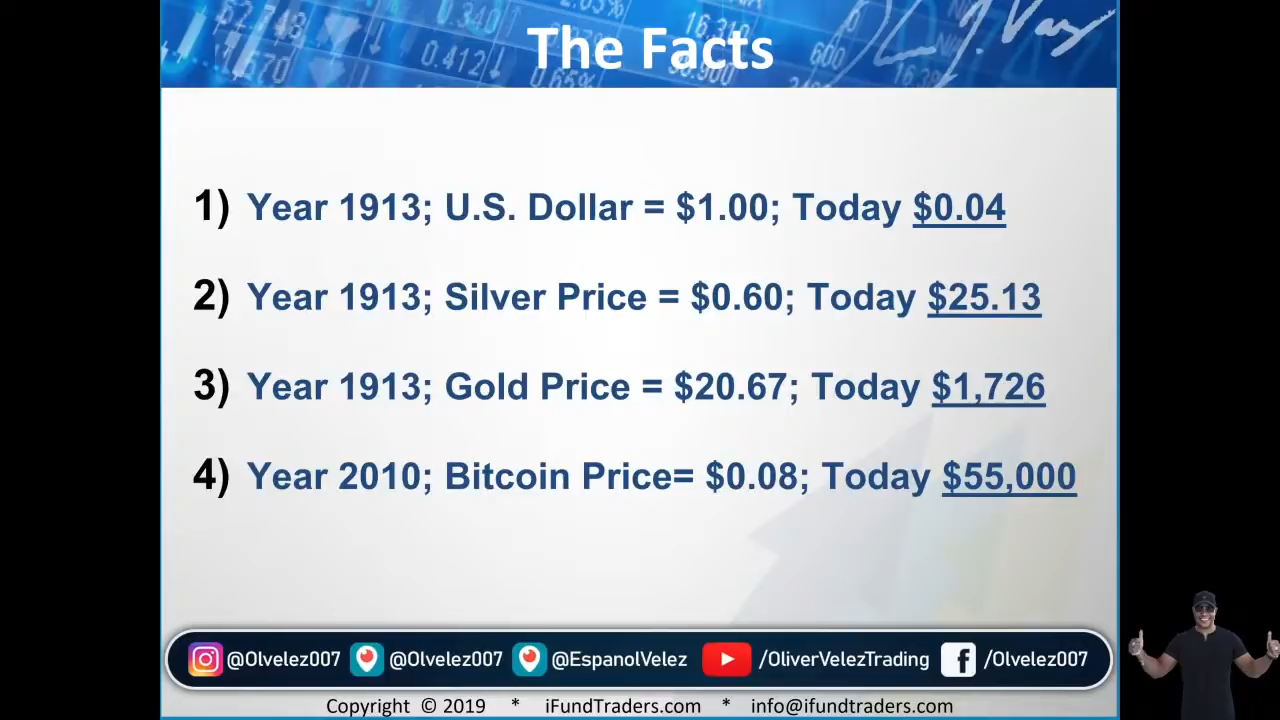 The Facts
1) Year 1913; U.S. Dollar = $1.00; Today $0.04
2) Year 1913; Silver Price = $0.60; Today $25.13
3) Year 1913; Gold Price = $20.67; Today $1,726
4) Year 2010; Bitcoin Price= $0.08; Today $55,000
@Olvelez007 @Olvelez007 @EspanolVelez /OliverVelezTrading /Olvelez007
Copyright © 2019 * iFundTraders.com * info@ifundtraders.com